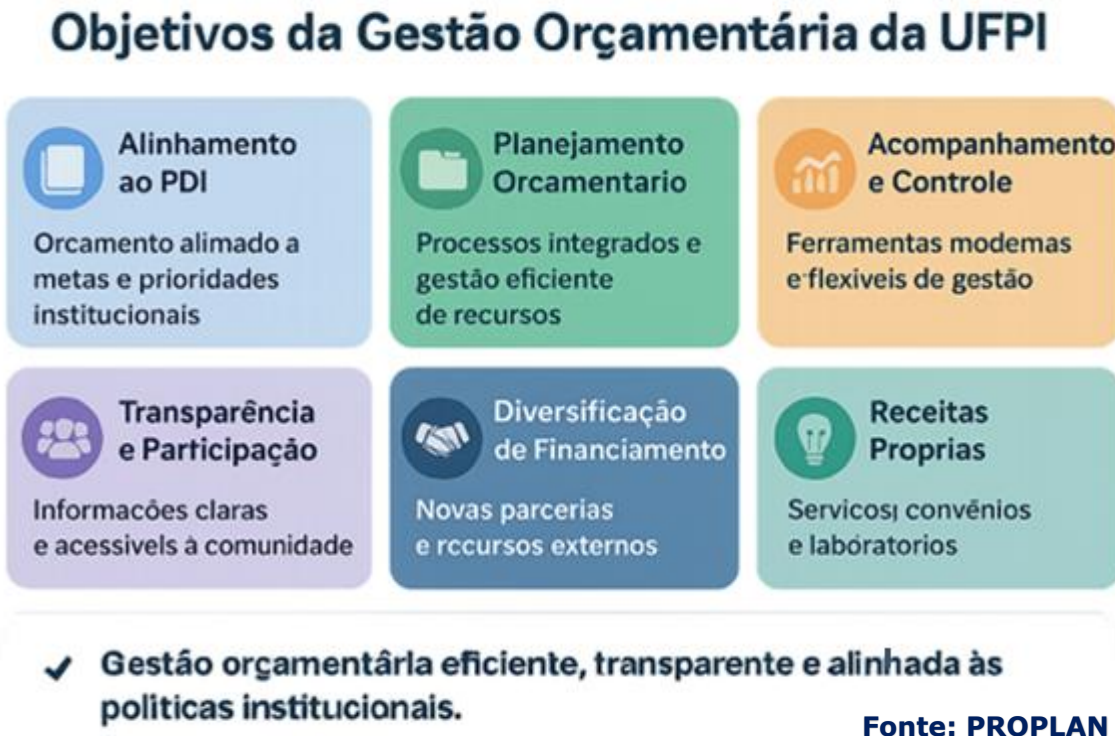 Objetivos da Gestão Orçamentária da UFPI
Alinhamento
ao PDI
Orcamento alimado a
metas e prioridades
institucionais
Planejamento
Orcamentario
Processos integrados e
gestão eficiente
de recursos
Acompanhamento
e Controle
Ferramentas modemas
e flexiveis de gestão
Transparência
e Participação
Informacôes claras
e acessivels à comunidade
Diversificação
de Financiamento
Novas parcerias
e rccursos externos
Receitas
Proprias
Servicos; convênios
e laboratorios
✓ Gestão orçamentârla eficiente, transparente e alinhada às
politicas institucionais.
Fonte: PROPLAN